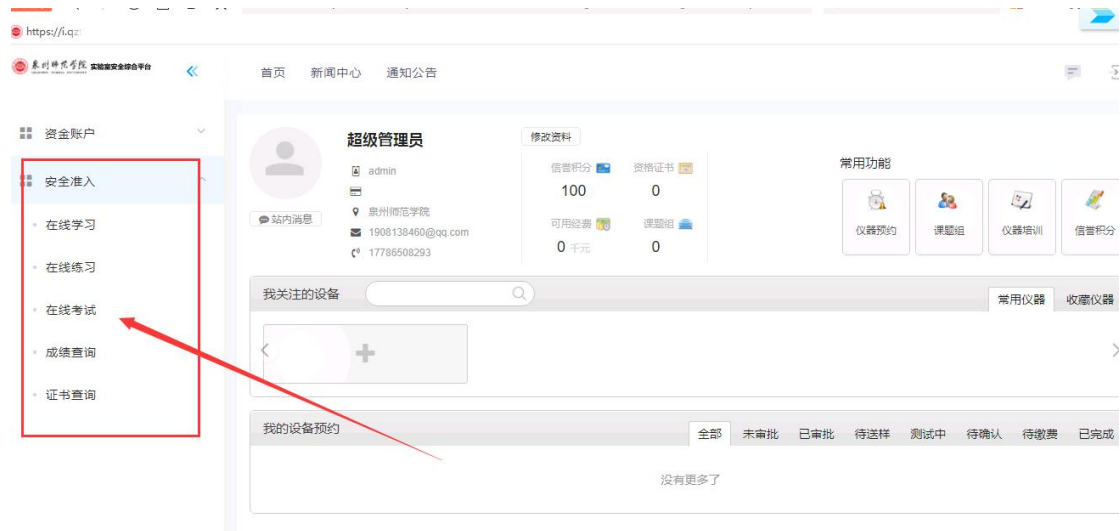 https://i.qz
泉州师范学院 实验室安全综合平台
首页 新闻中心 通知公告
资金账户
安全准入
在线学习
在线练习
在线考试
成绩查询
证书查询
超级管理员
修改资料
admin
泉州师范学院
站内消息
1908138460@qq.com
17786508293
信誉积分 资格证书
100 0
可用经费 课题组
0 千元 0
常用功能
仪器预约 课题组 仪器培训 信誉积分
我关注的设备
常用仪器 收藏仪器
我的设备预约
全部 未审批 已审批 待送样 测试中 待确认 待缴费 已完成
没有更多了